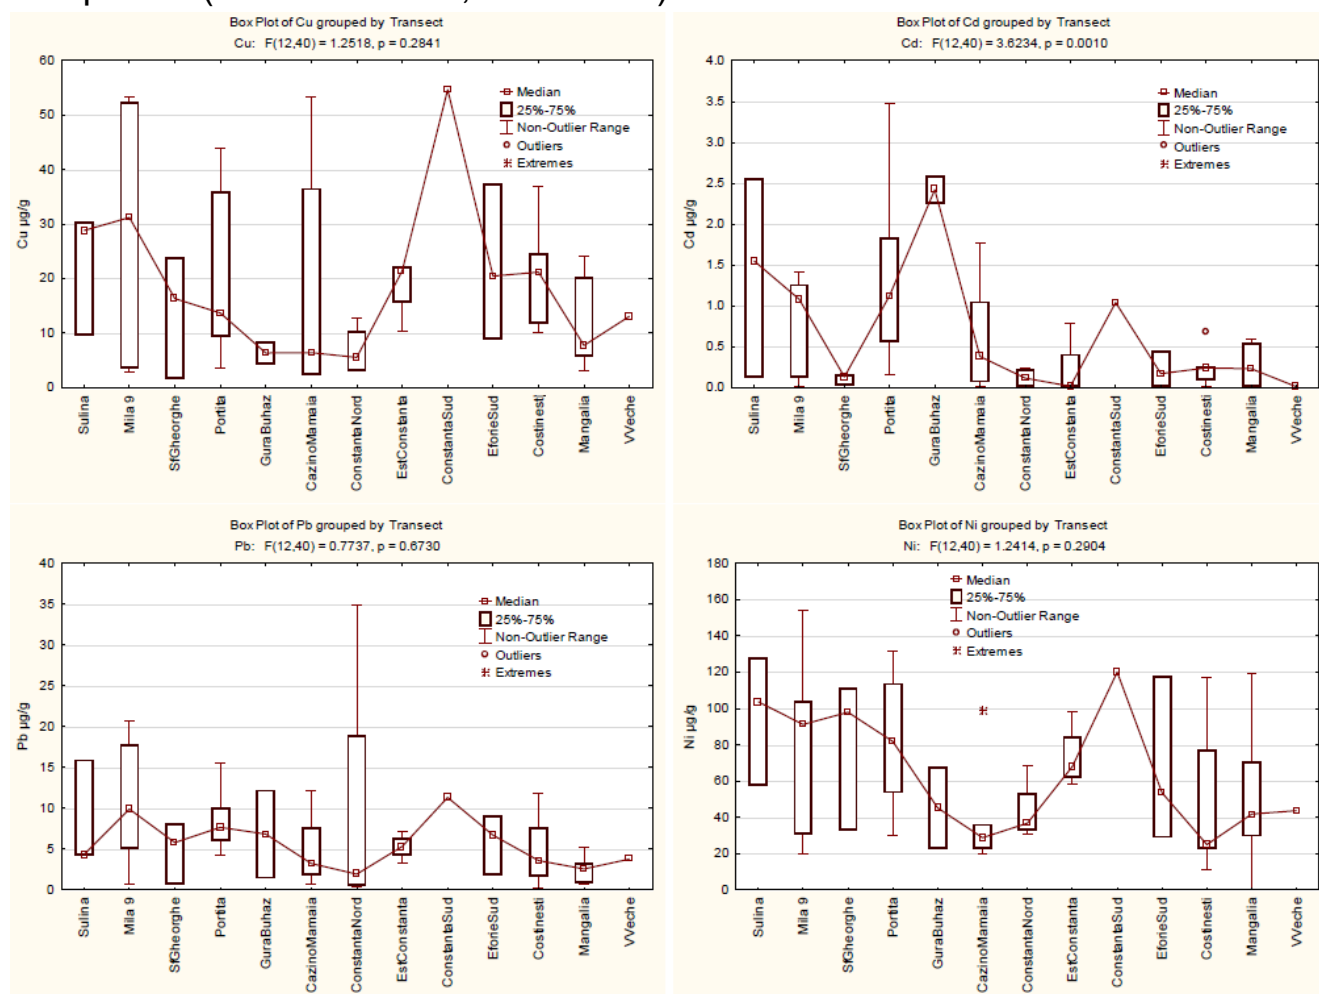 Box Plot of Cu grouped by Transect
Cu: F(12,40) = 1.2518, p = 0.2841
60
50
40
30
20
10
0
Cu µg/g
Median
25%-75%
Non-Outlier Range
Outliers
Extremes
Sulina
Mila 9
SfGheorghe
Portita
GuraBuhaz
CazinoMamaia
ConstantaNord
EstConstanta
ConstantaSud
EforieSud
Costinesti
Mangalia
VVeche
Box Plot of Cd grouped by Transect
Cd: F(12,40) = 3.6234, p = 0.0010
4.0
3.5
3.0
2.5
2.0
1.5
1.0
0.5
0.0
Cd µg/g
Median
25%-75%
Non-Outlier Range
Outliers
Extremes
Sulina
Mila 9
SfGheorghe
Portita
GuraBuhaz
CazinoMamaia
ConstantaNord
EstConstanta
ConstantaSud
EforieSud
Costinesti
Mangalia
VVeche
Box Plot of Pb grouped by Transect
Pb: F(12,40) = 0.7737, p = 0.6730
40
35
30
25
20
15
10
5
0
Pb µg/g
Median
25%-75%
Non-Outlier Range
Outliers
Extremes
Sulina
Mila 9
SfGheorghe
Portita
GuraBuhaz
CazinoMamaia
ConstantaNord
EstConstanta
ConstantaSud
EforieSud
Costinesti
Mangalia
VVeche
Box Plot of Ni grouped by Transect
Ni: F(12,40) = 1.2414, p = 0.2904
180
160
140
120
100
80
60
40
20
0
Ni µg/g
Median
25%-75%
Non-Outlier Range
Outliers
Extremes
Sulina
Mila 9
SfGheorghe
Portita
GuraBuhaz
CazinoMamaia
ConstantaNord
EstConstanta
ConstantaSud
EforieSud
Costinesti
Mangalia
VVeche